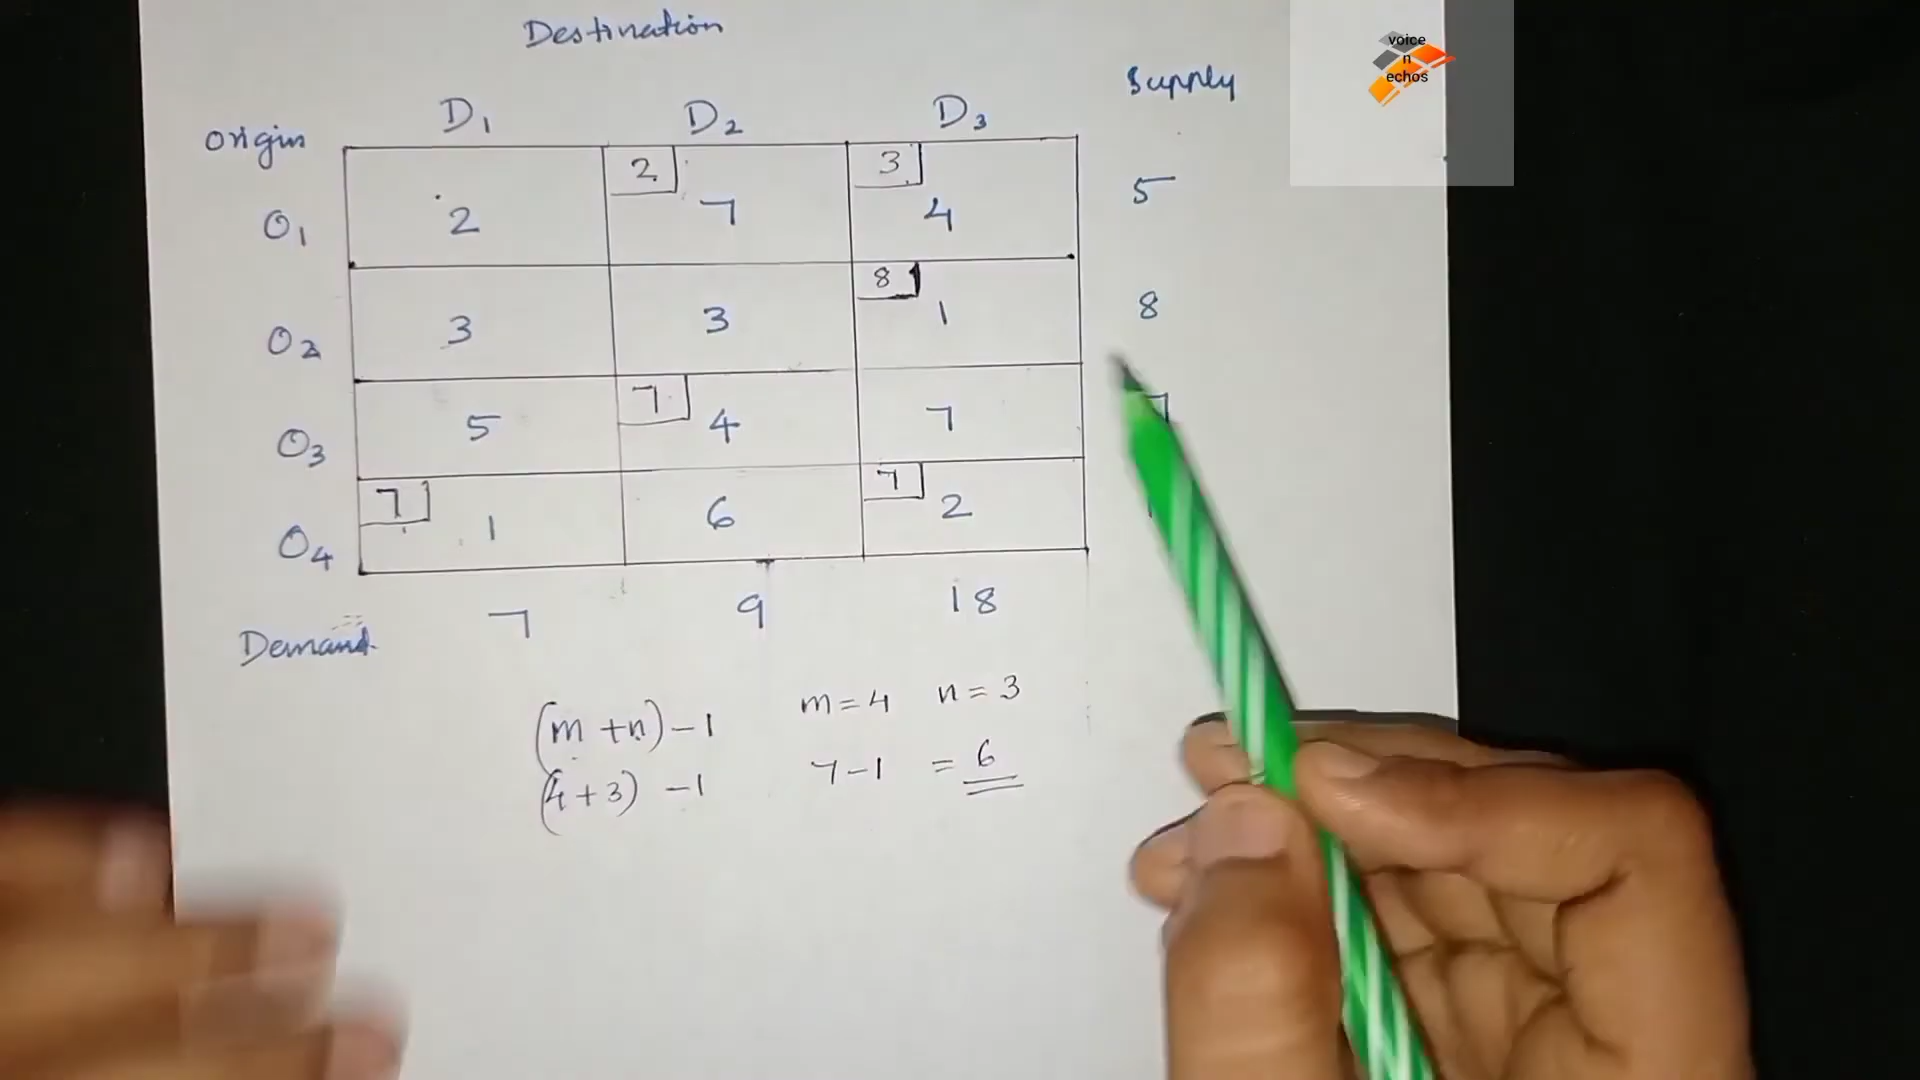 Destination
voice
n
echos
Supply
Origin D1 D2 D3
2 3
O1 2 7 4 5
8
O2 3 3 1 8
7
O3 5 4 7 7
7 7
O4 1 6 2
7 9 18
Demand
(m+n)-1 m=4 n=3
(4+3)-1 7-1 = 6